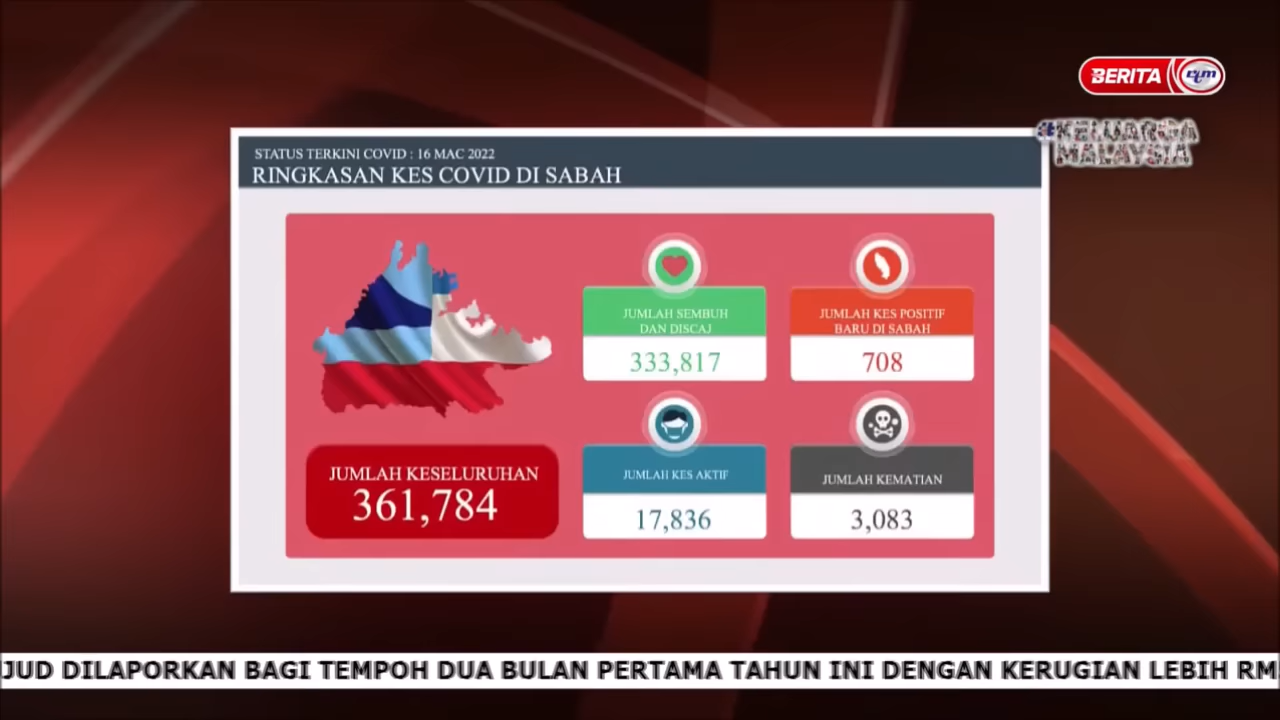 BERITA rtm
#KELUARGA
MALAYSIA
STATUS TERKINI COVID : 16 MAC 2022
RINGKASAN KES COVID DI SABAH
JUMLAH SEMBUH
DAN DISCAJ
333,817
JUMLAH KES POSITIF
BARU DI SABAH
708
JUMLAH KESELURUHAN
361,784
JUMLAH KES AKTIF
17,836
JUMLAH KEMATIAN
3,083
JUD DILAPORKAN BAGI TEMPOH DUA BULAN PERTAMA TAHUN INI DENGAN KERUGIAN LEBIH RM